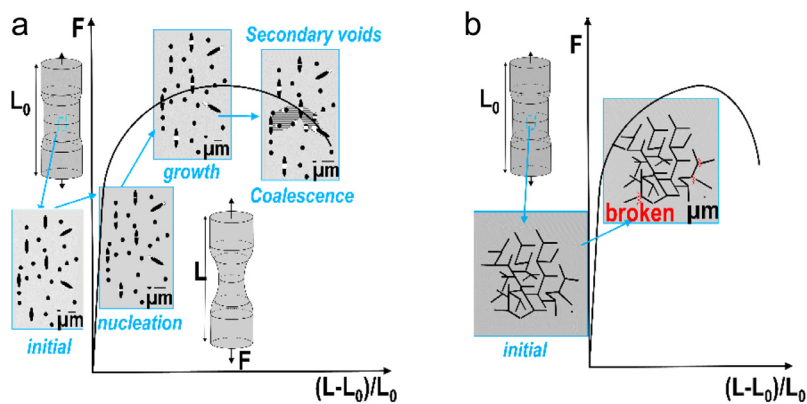 a
F
Secondary voids
L₀
μm
growth
μm
Coalescence
μm
μm
initial
nucleation
L
F
(L-L₀)/L₀
b
F
L₀
broken
μm
initial
(L-L₀)/L₀